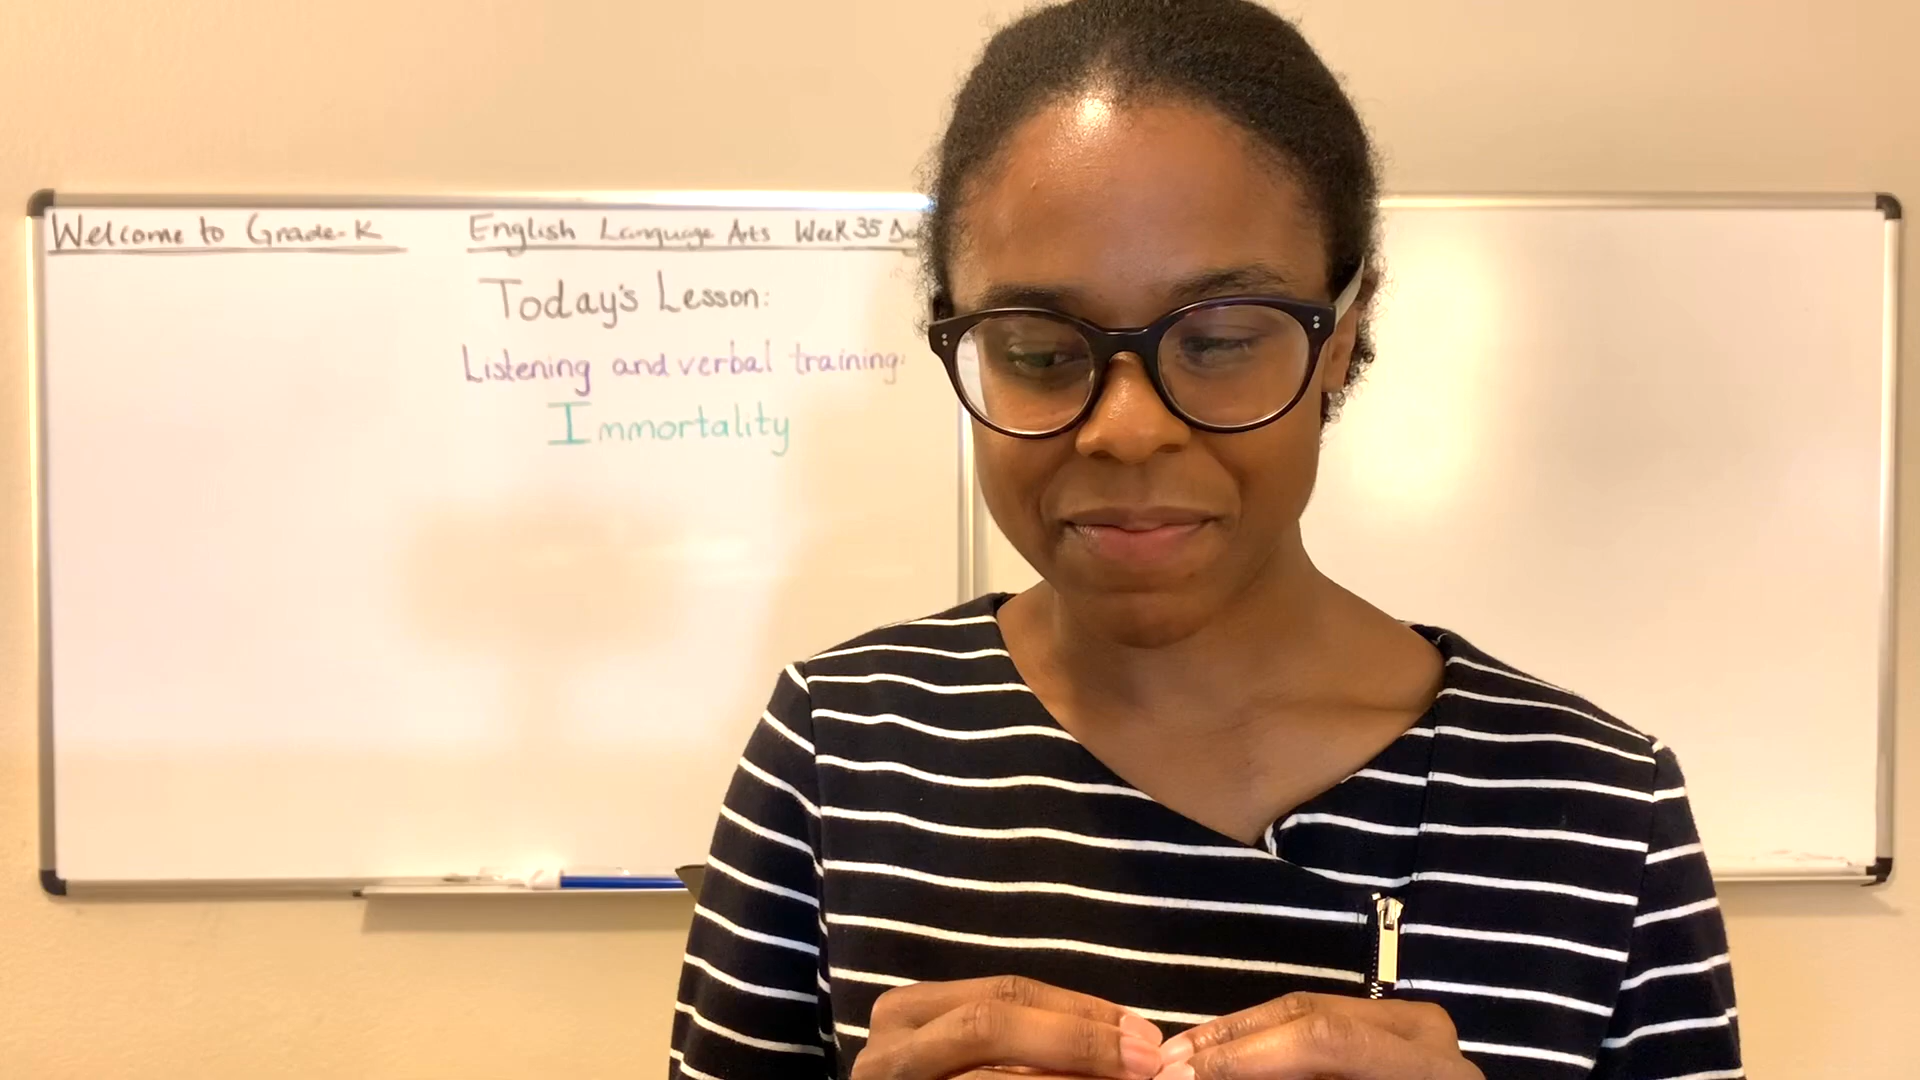 Welcome to Grade-K
English Language Arts Week 35
Today's Lesson:
Listening and verbal training:
Immortality